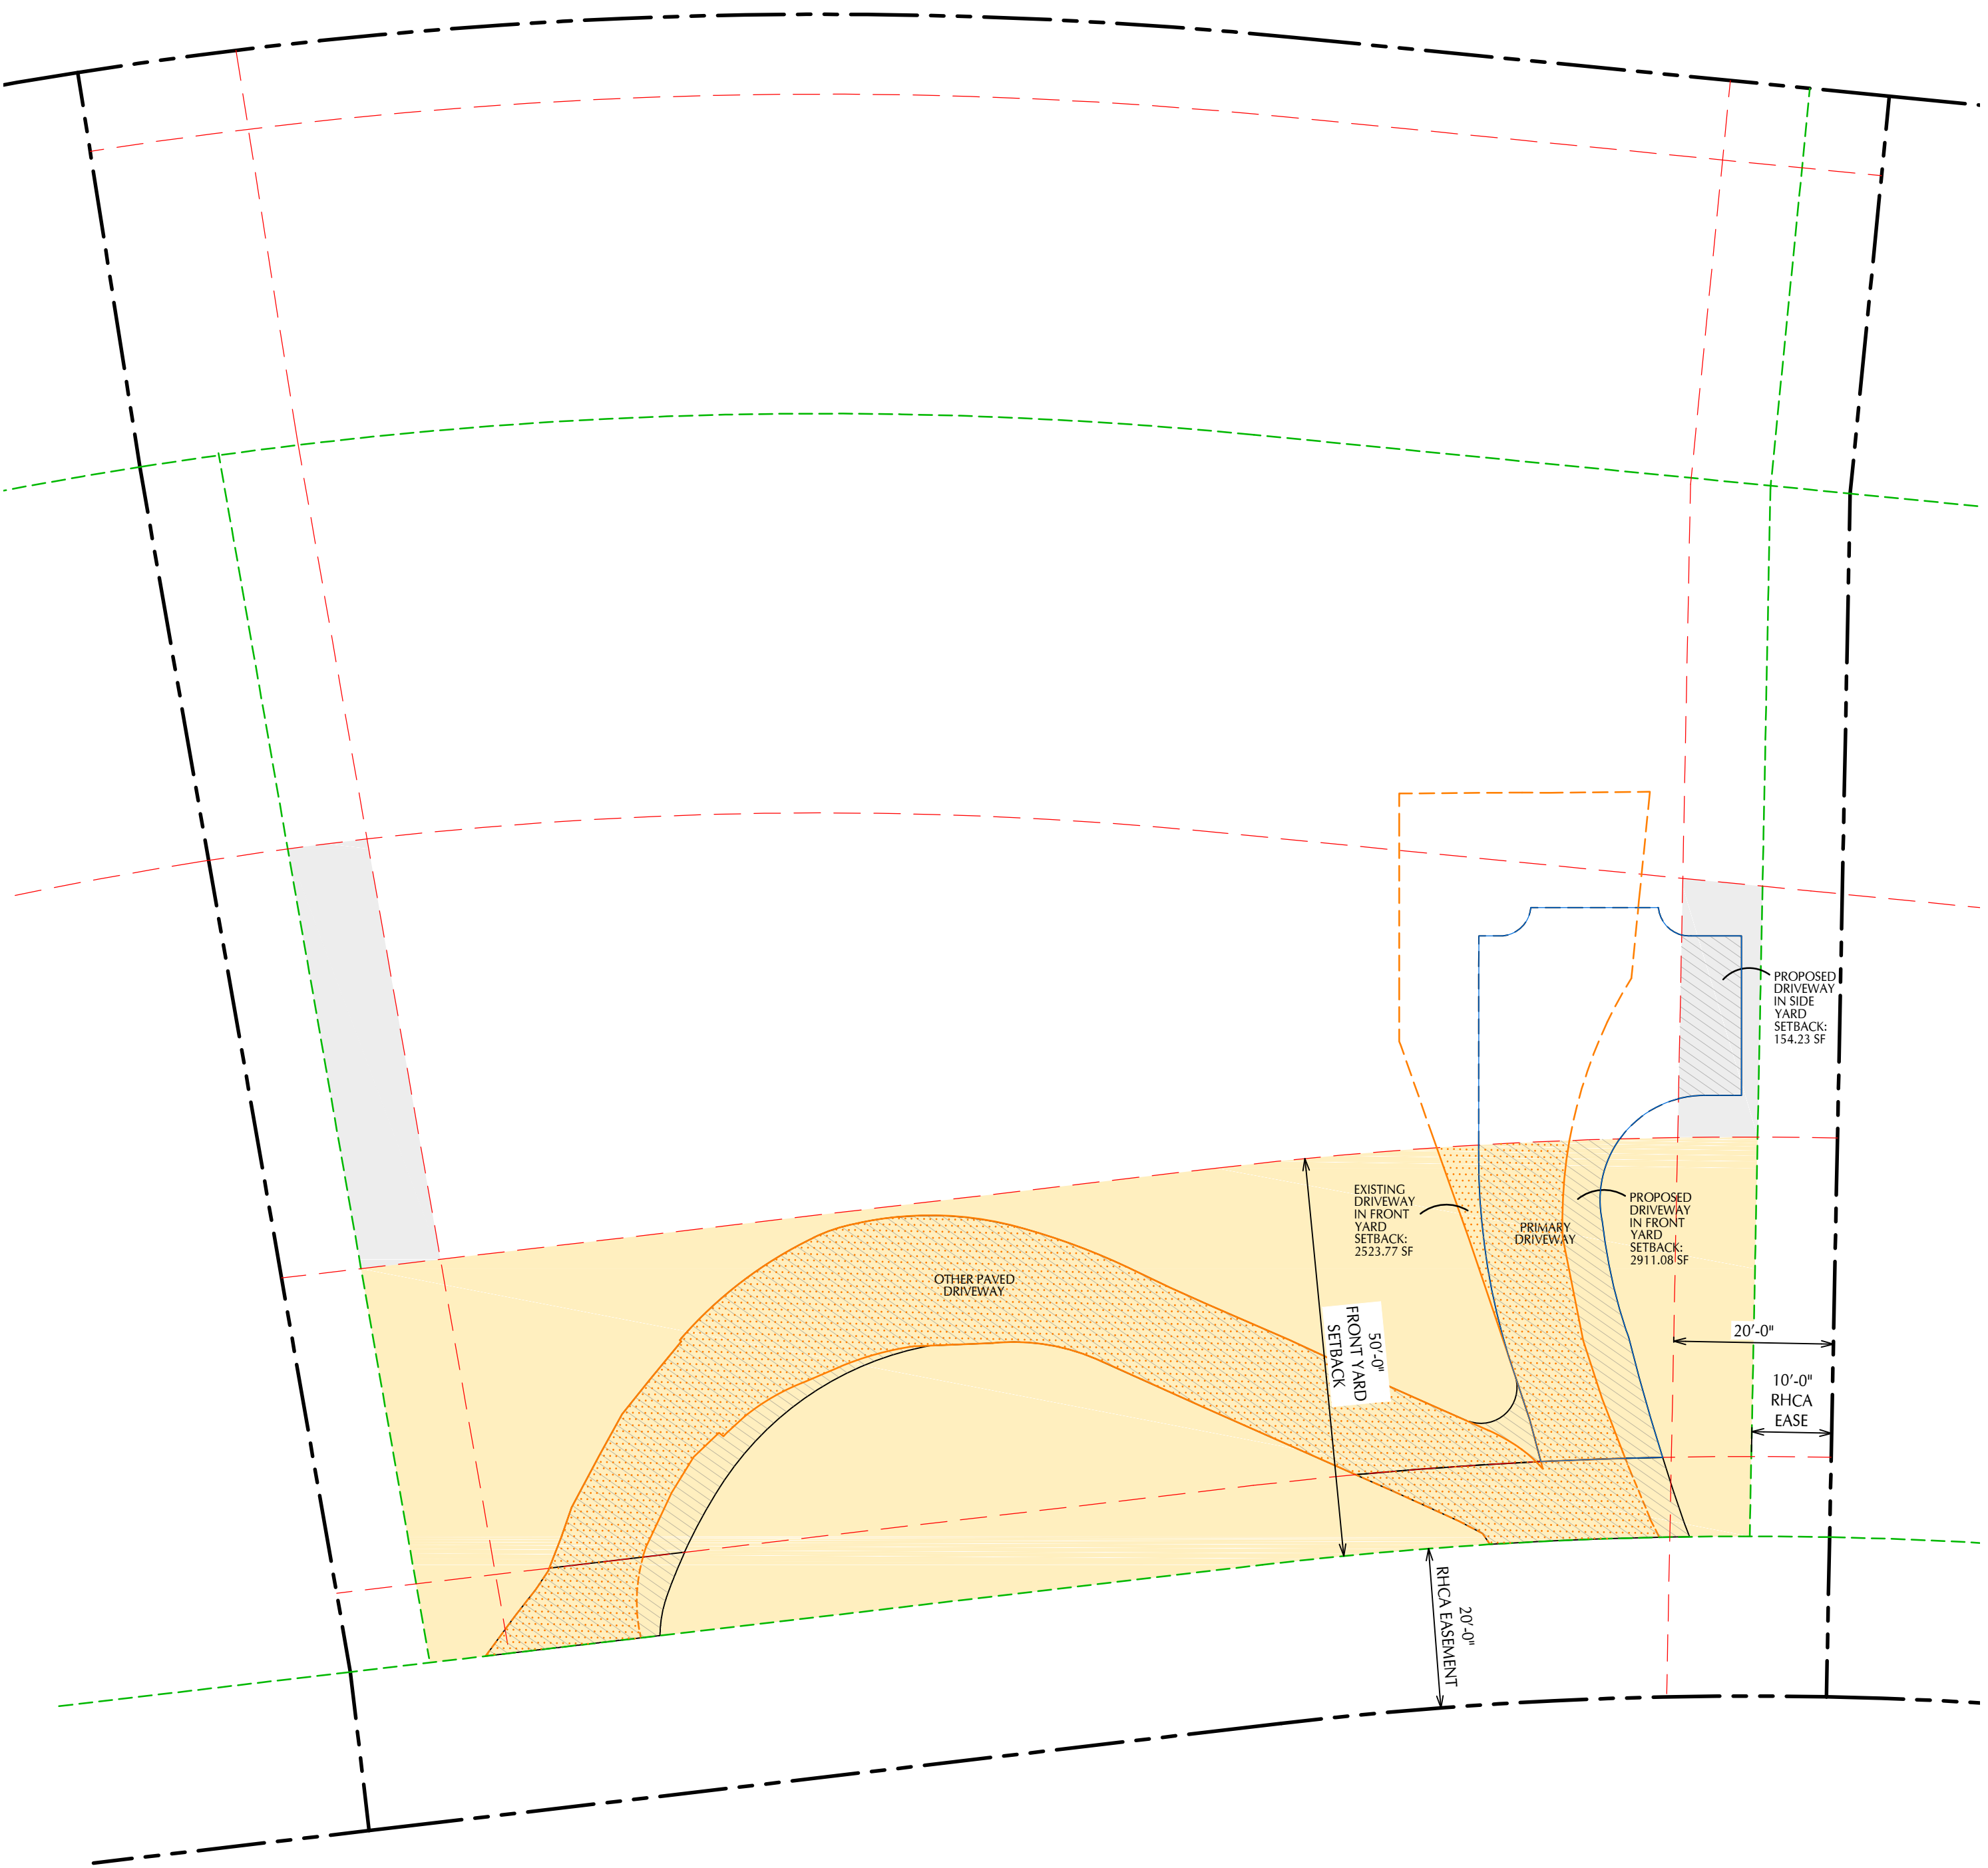 PROPOSED
DRIVEWAY
IN SIDE
YARD
SETBACK:
154.23 SF
EXISTING
DRIVEWAY
IN FRONT
YARD
SETBACK:
2523.77 SF
PRIMARY
DRIVEWAY
PROPOSED
DRIVEWAY
IN FRONT
YARD
SETBACK:
2911.08 SF
OTHER PAVED
DRIVEWAY
50'-0"
FRONT YARD
SETBACK
20'-0"
10'-0"
RHCA
EASE
20'-0"
RHCA EASEMENT